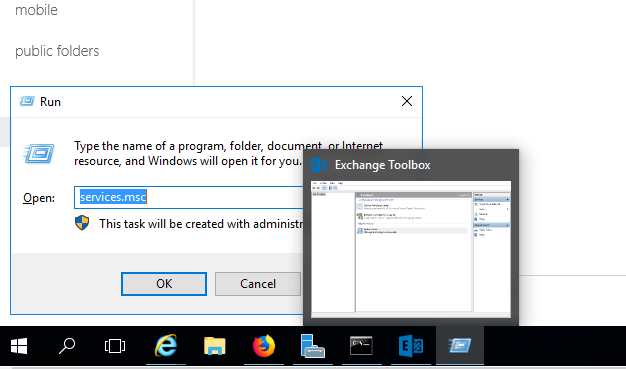 mobile
public folders
Run
Type the name of a program, folder, document, or Internet
resource, and Windows will open it for you.
Open:
services.msc
This task will be created with administr
OK
Cancel
Exchange Toolbox